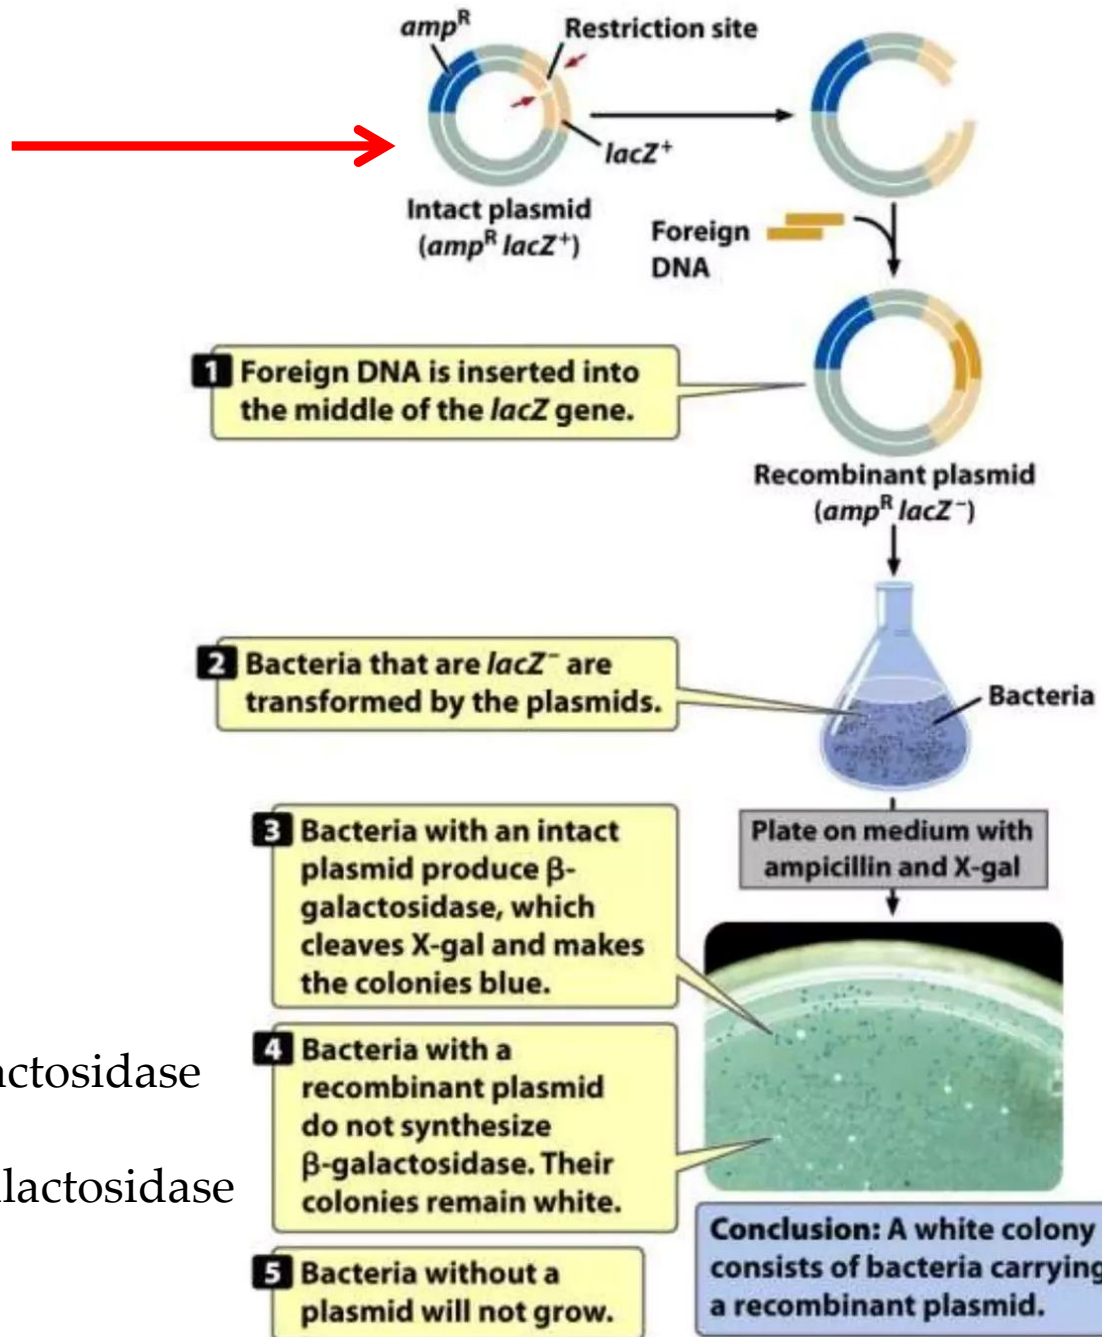 ampᴿ
Restriction site
lacZ⁺
Intact plasmid
(ampᴿ lacZ⁺)
Foreign
DNA
1 Foreign DNA is inserted into
the middle of the lacZ gene.
Recombinant plasmid
(ampᴿ lacZ⁻)
2 Bacteria that are lacZ⁻ are
transformed by the plasmids.
Bacteria
Plate on medium with
ampicillin and X-gal
3 Bacteria with an intact
plasmid produce β-
galactosidase, which
cleaves X-gal and makes
the colonies blue.
actosidase
alactosidase
4 Bacteria with a
recombinant plasmid
do not synthesize
β-galactosidase. Their
colonies remain white.
5 Bacteria without a
plasmid will not grow.
Conclusion: A white colony
consists of bacteria carrying
a recombinant plasmid.